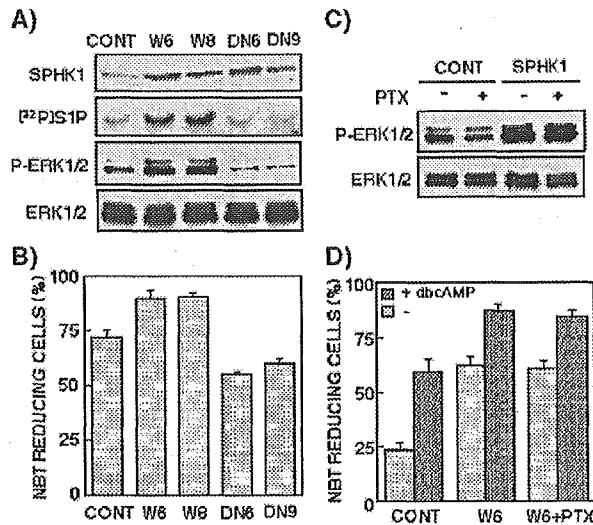 A)
CONT W6 W8 DN6 DN9
SPHK1
[32P]S1P
P-ERK1/2
ERK1/2
B)
NBT REDUCING CELLS (%)
100
75
50
25
0
CONT W6 W8 DN6 DN9
C)
CONT SPHK1
PTX - + - +
P-ERK1/2
ERK1/2
D)
NBT REDUCING CELLS (%)
100
75
50
25
0
+ dbcAMP
-
CONT W6 W6+PTX